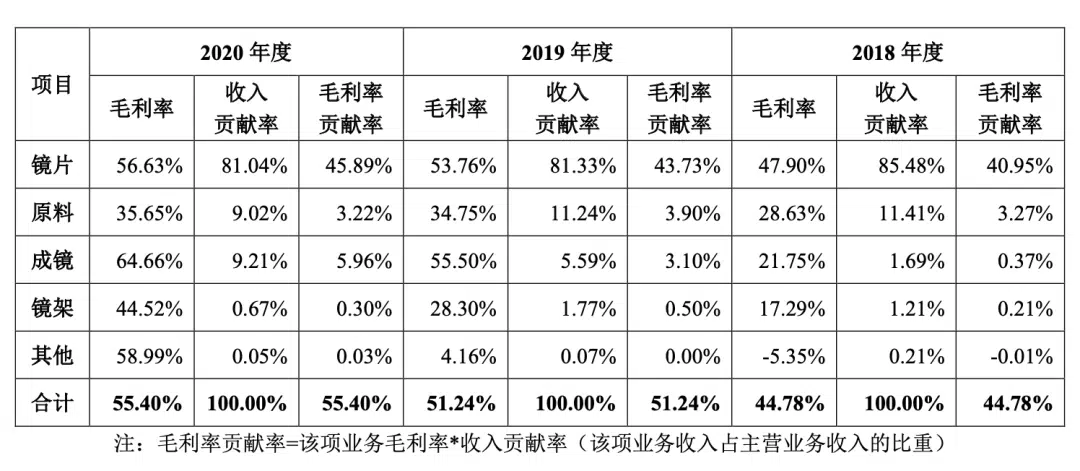 项目 2020 年度 2019 年度 2018 年度
毛利率 收入贡献率 毛利率贡献率 毛利率 收入贡献率 毛利率贡献率 毛利率 收入贡献率 毛利率贡献率
镜片 56.63% 81.04% 45.89% 53.76% 81.33% 43.73% 47.90% 85.48% 40.95%
原料 35.65% 9.02% 3.22% 34.75% 11.24% 3.90% 28.63% 11.41% 3.27%
成镜 64.66% 9.21% 5.96% 55.50% 5.59% 3.10% 21.75% 1.69% 0.37%
镜架 44.52% 0.67% 0.30% 28.30% 1.77% 0.50% 17.29% 1.21% 0.21%
其他 58.99% 0.05% 0.03% 4.16% 0.07% 0.00% -5.35% 0.21% -0.01%
合计 55.40% 100.00% 55.40% 51.24% 100.00% 51.24% 44.78% 100.00% 44.78%
注：毛利率贡献率=该项业务毛利率*收入贡献率（该项业务收入占主营业务收入的比重）